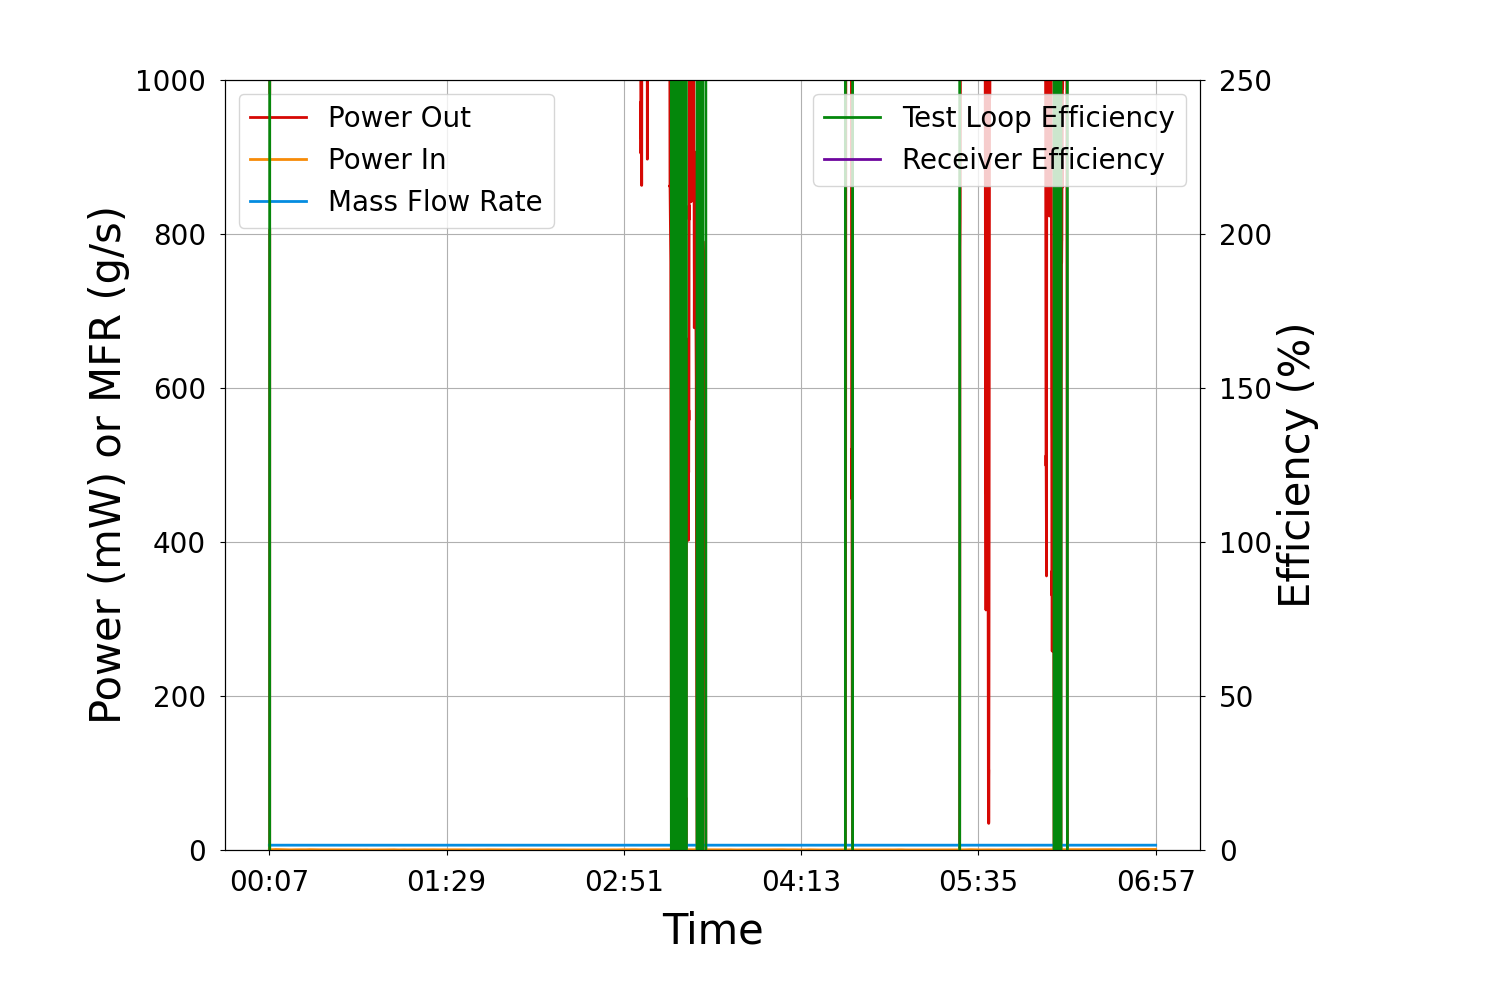 1000
800
600
400
200
0
Power (mW) or MFR (g/s)
Power Out
Power In
Mass Flow Rate
Test Loop Efficiency
Receiver Efficiency
250
200
150
100
50
0
Efficiency (%)
00:07 01:29 02:51 04:13 05:35 06:57
Time